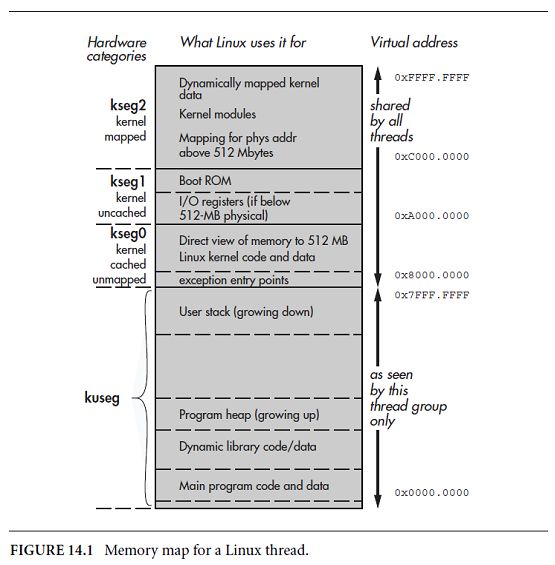 Hardware categories
What Linux uses it for
Virtual address
kseg2
kernel
mapped
Dynamically mapped kernel
data
Kernel modules
Mapping for phys addr
above 512 Mbytes
0xFFFF.FFFF
shared
by all
threads
0xC000.0000
kseg1
kernel
uncached
Boot ROM
I/O registers (if below
512-MB physical)
0xA000.0000
kseg0
kernel
cached
unmapped
Direct view of memory to 512 MB
Linux kernel code and data
exception entry points
0x8000.0000
0x7FFF.FFFF
kuseg
User stack (growing down)
Program heap (growing up)
Dynamic library code/data
Main program code and data
as seen
by this
thread group
only
0x0000.0000
FIGURE 14.1 Memory map for a Linux thread.